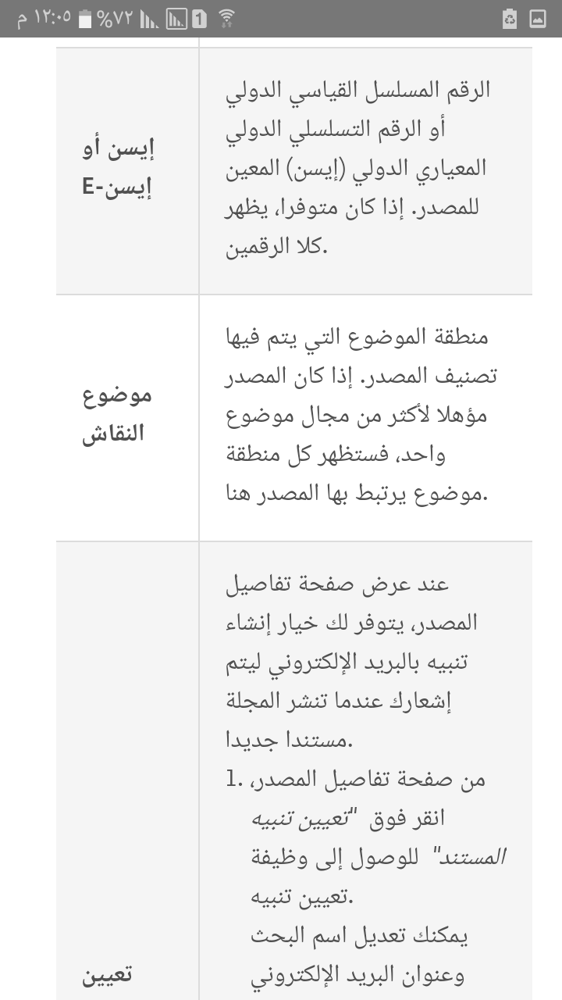 م ١٢:٠٥ %٧٢ 1
إيسن أو
إيسن-E
الرقم المسلسل القياسي الدولي
أو الرقم التسلسلي الدولي
المعياري الدولي (إيسن) المعين
للمصدر. إذا كان متوفرا، يظهر
كلا الرقمين.
موضوع
النقاش
منطقة الموضوع التي يتم فيها
تصنيف المصدر. إذا كان المصدر
مؤهلا لأكثر من مجال موضوع
واحد، فستظهر كل منطقة
موضوع يرتبط بها المصدر هنا.
تعيين
عند عرض صفحة تفاصيل
المصدر، يتوفر لك خيار إنشاء
تنبيه بالبريد الإلكتروني ليتم
إشعارك عندما تنشر المجلة
مستندا جديدا.
1. من صفحة تفاصيل المصدر،
انقر فوق "تعيين تنبيه
المستند" للوصول إلى وظيفة
تعيين تنبيه.
يمكنك تعديل اسم البحث
وعنوان البريد الإلكتروني